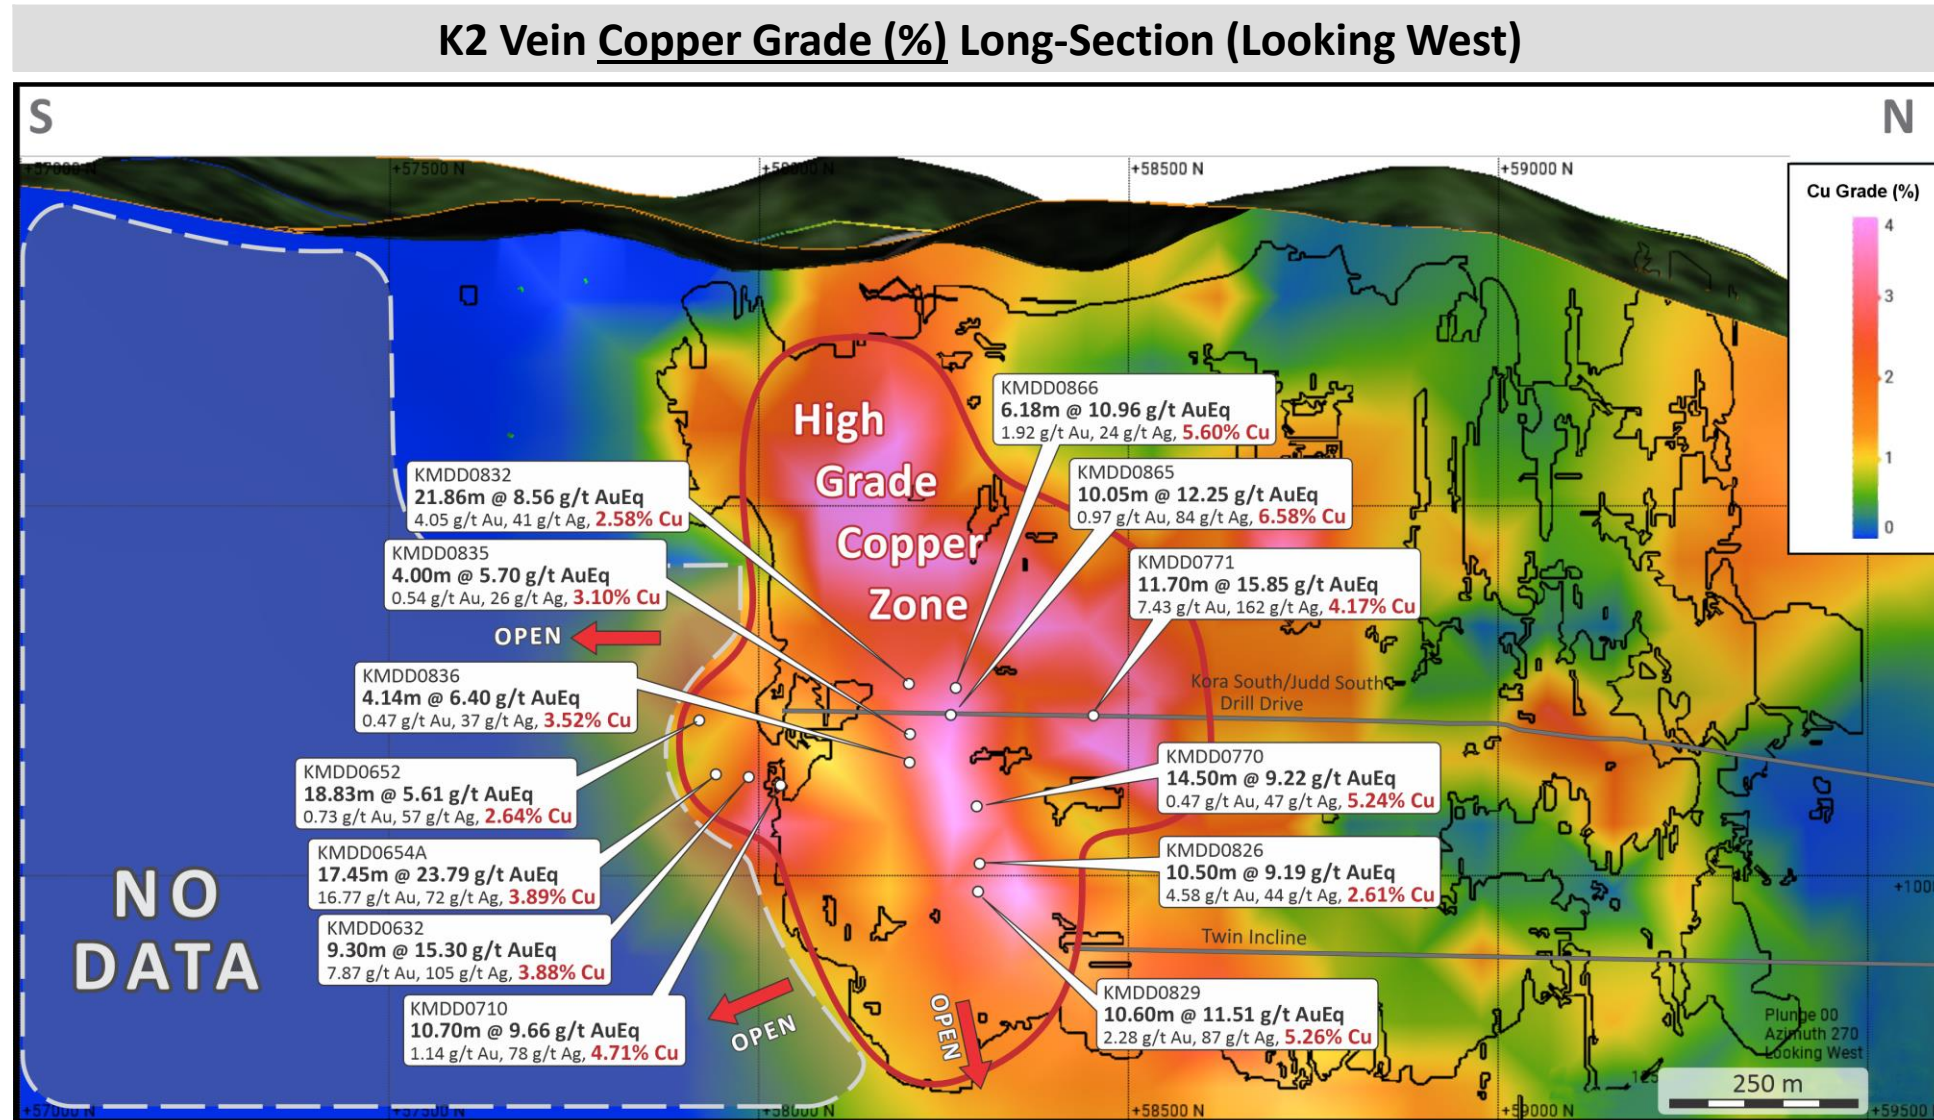 K2 Vein Copper Grade (%) Long-Section (Looking West)
S
N
+57000 N
+57500 N
+58000 N
+58500 N
+59000 N
Cu Grade (%)
4
3
2
1
0
High
Grade
Copper
Zone
KMDD0866
6.18m @ 10.96 g/t AuEq
1.92 g/t Au, 24 g/t Ag, 5.60% Cu
KMDD0865
10.05m @ 12.25 g/t AuEq
0.97 g/t Au, 84 g/t Ag, 6.58% Cu
KMDD0832
21.86m @ 8.56 g/t AuEq
4.05 g/t Au, 41 g/t Ag, 2.58% Cu
KMDD0835
4.00m @ 5.70 g/t AuEq
0.54 g/t Au, 26 g/t Ag, 3.10% Cu
KMDD0771
11.70m @ 15.85 g/t AuEq
7.43 g/t Au, 162 g/t Ag, 4.17% Cu
OPEN
KMDD0836
4.14m @ 6.40 g/t AuEq
0.47 g/t Au, 37 g/t Ag, 3.52% Cu
Kora South/Judd South
Drill Drive
KMDD0652
18.83m @ 5.61 g/t AuEq
0.73 g/t Au, 57 g/t Ag, 2.64% Cu
KMDD0770
14.50m @ 9.22 g/t AuEq
0.47 g/t Au, 47 g/t Ag, 5.24% Cu
KMDD0654A
17.45m @ 23.79 g/t AuEq
16.77 g/t Au, 72 g/t Ag, 3.89% Cu
KMDD0826
10.50m @ 9.19 g/t AuEq
4.58 g/t Au, 44 g/t Ag, 2.61% Cu
NO
DATA
KMDD0632
9.30m @ 15.30 g/t AuEq
7.87 g/t Au, 105 g/t Ag, 3.88% Cu
Twin Incline
KMDD0710
10.70m @ 9.66 g/t AuEq
1.14 g/t Au, 78 g/t Ag, 4.71% Cu
OPEN
OPEN
KMDD0829
10.60m @ 11.51 g/t AuEq
2.28 g/t Au, 87 g/t Ag, 5.26% Cu
Plunge 00
Azimuth 270
Looking West
250 m
+57000 N
+57500 N
+58000 N
+58500 N
+59000 N
+59500